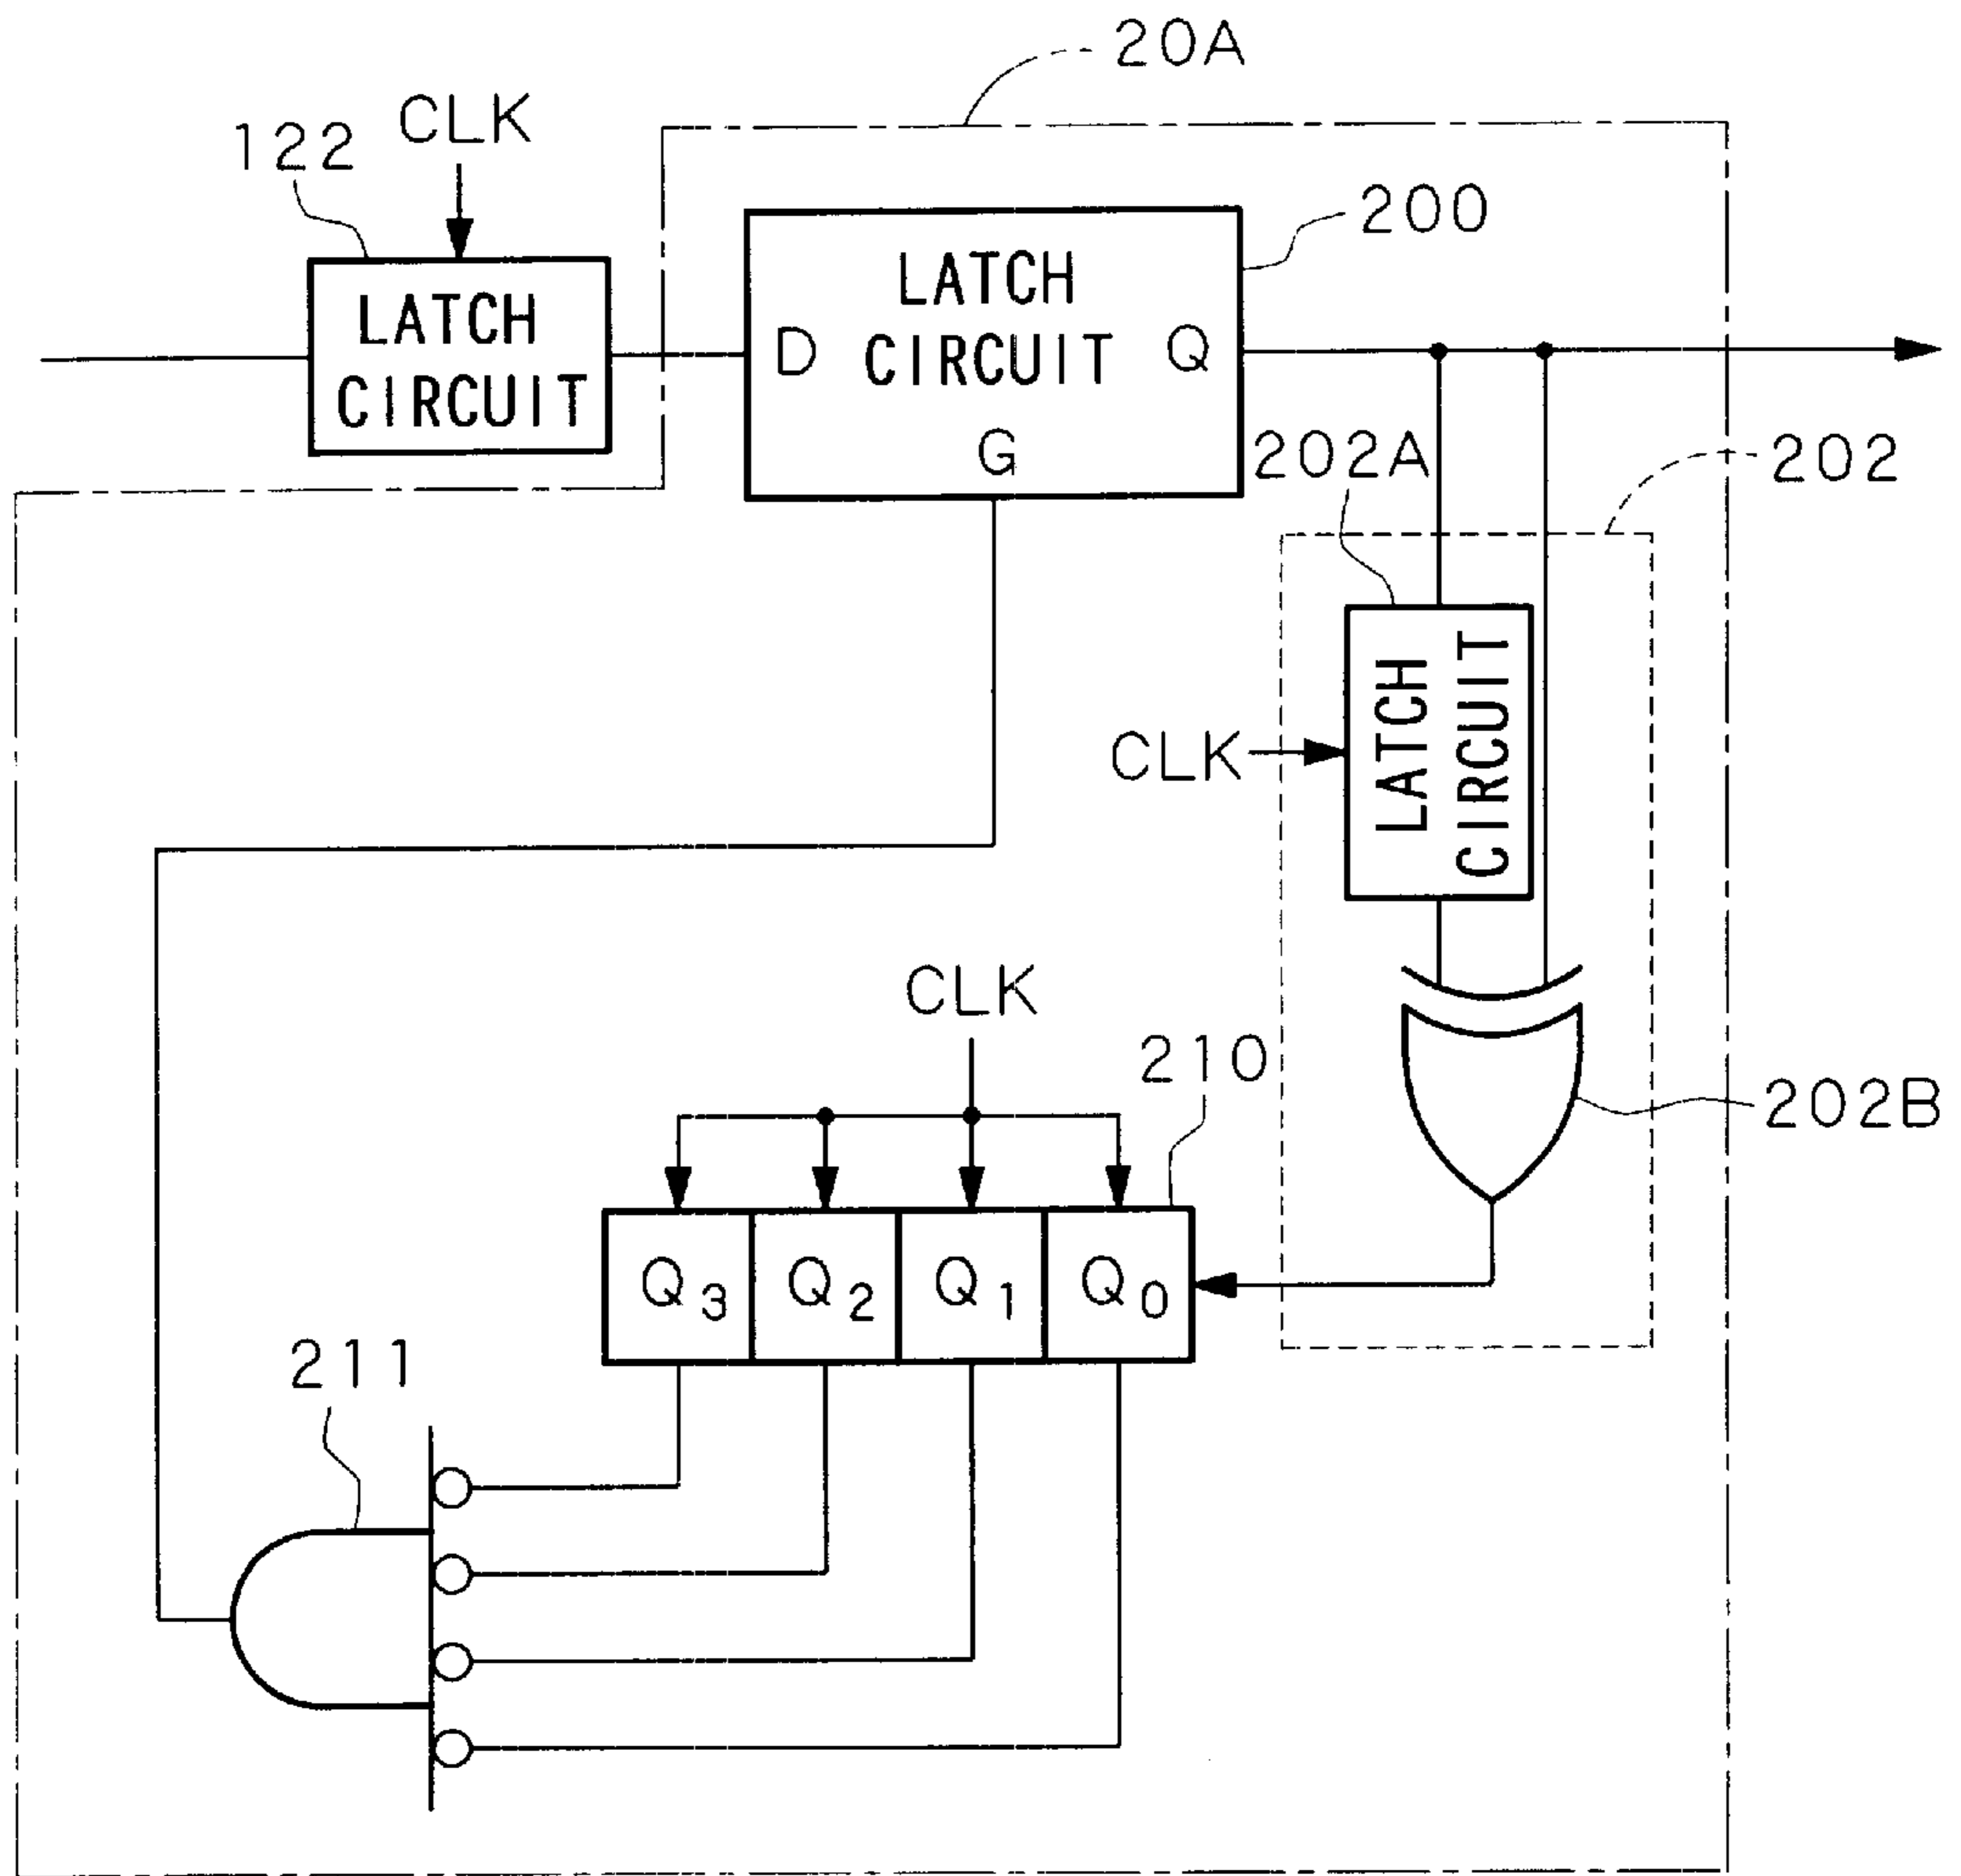 20A
CLK
122
200
LATCH
CIRCUIT
LATCH
CIRCUIT
D
Q
G
202A
202
LATCH
CIRCUIT
CLK
CLK
210
202B
Q3
Q2
Q1
Q0
211